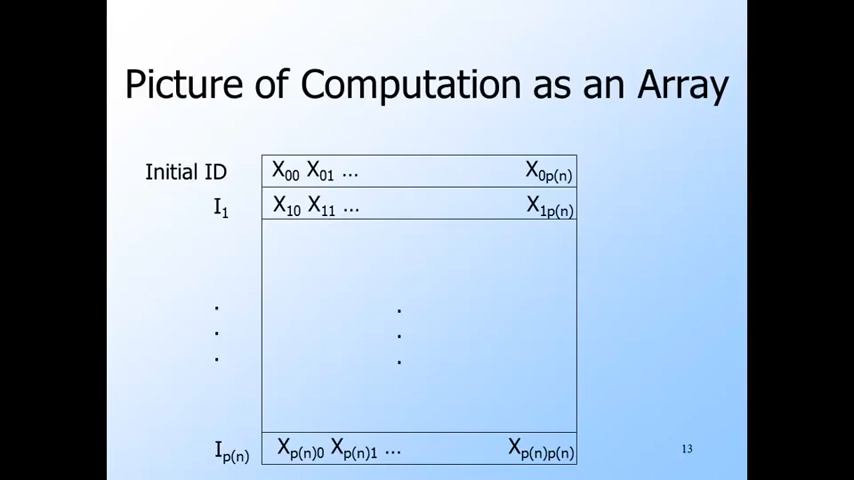 Picture of Computation as an Array
Initial ID X₀₀ X₀₁ ... X₀ₚ₍ₙ₎
I₁ X₁₀ X₁₁ ... X₁ₚ₍ₙ₎
. .
. .
. .
Iₚ₍ₙ₎ Xₚ₍ₙ₎₀ Xₚ₍ₙ₎₁ ... Xₚ₍ₙ₎ₚ₍ₙ₎
13